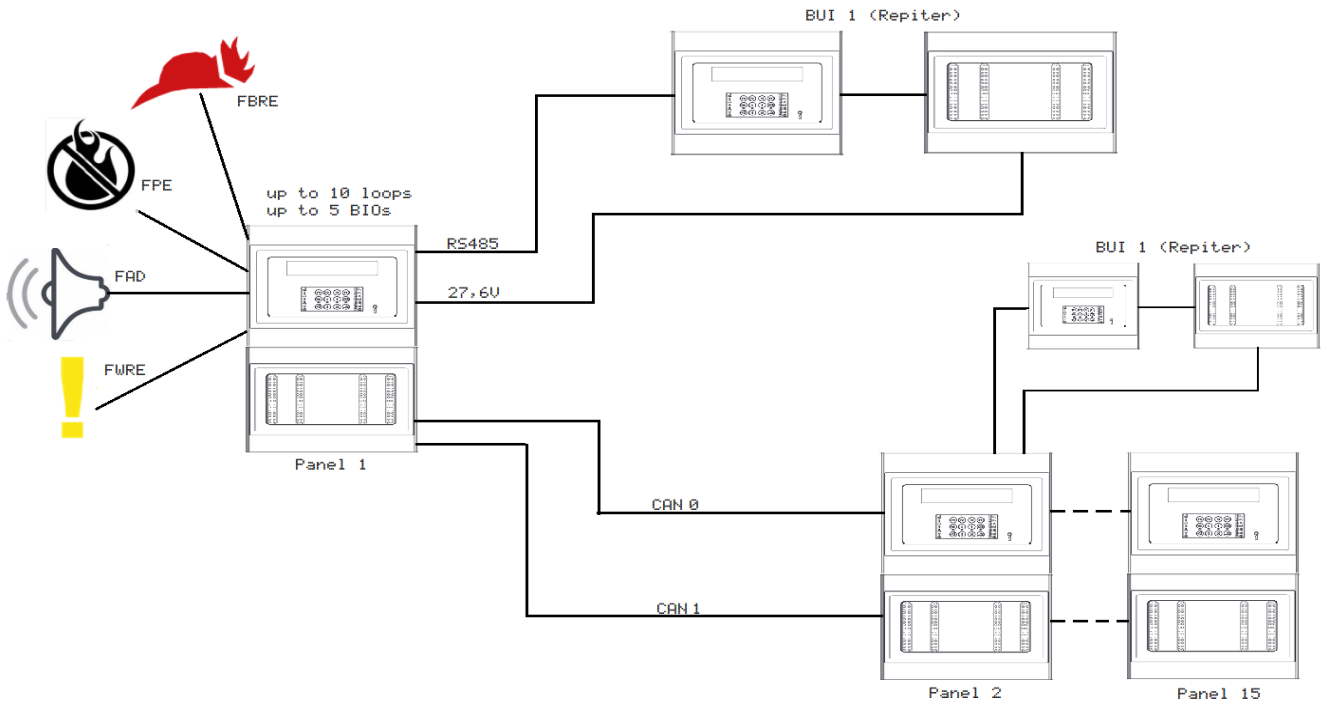 BUI 1 (Repiter)
FBRE
FPE
up to 10 loops
up to 5 BIOs
RS485
BUI 1 (Repiter)
FAD
27,6V
FWRE
Panel 1
CAN 0
CAN 1
Panel 2
Panel 15